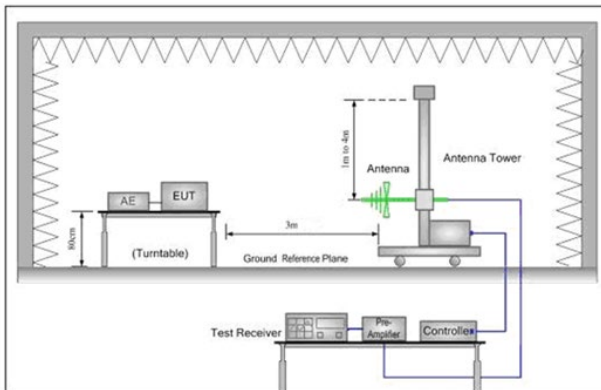 1m to 4m
Antenna
Antenna Tower
AE
EUT
80cm
(Turntable)
3m
Ground Reference Plane
Test Receiver
Pre-
Amplifier
Controller